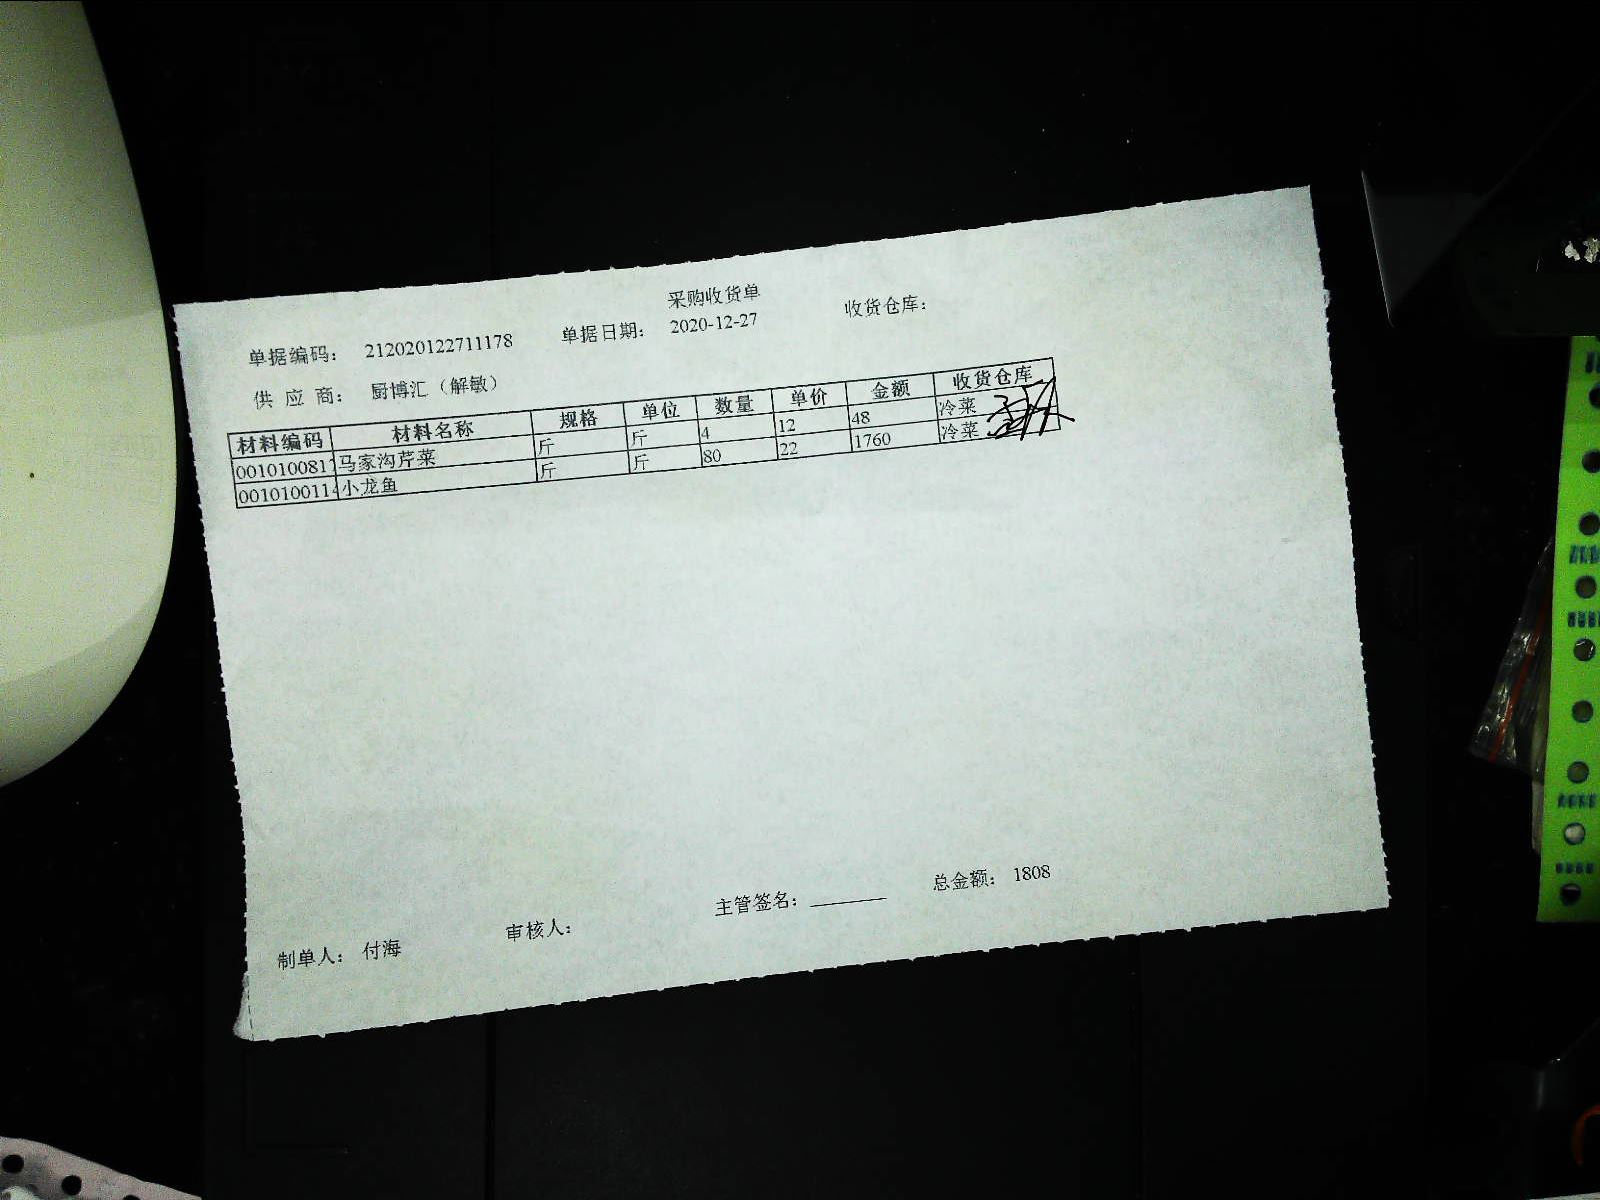 采购收货单
单据编码： 212020122711178 单据日期： 2020-12-27 收货仓库：
供 应 商： 厨博汇（解敏）
材料编码 材料名称 规格 单位 数量 单价 金额 收货仓库
0010100811 马家沟芹菜 斤 斤 4 12 48 冷菜
001010011 小龙鱼 斤 斤 80 22 1760 冷菜
制单人： 付海 审核人： 主管签名： 总金额： 1808